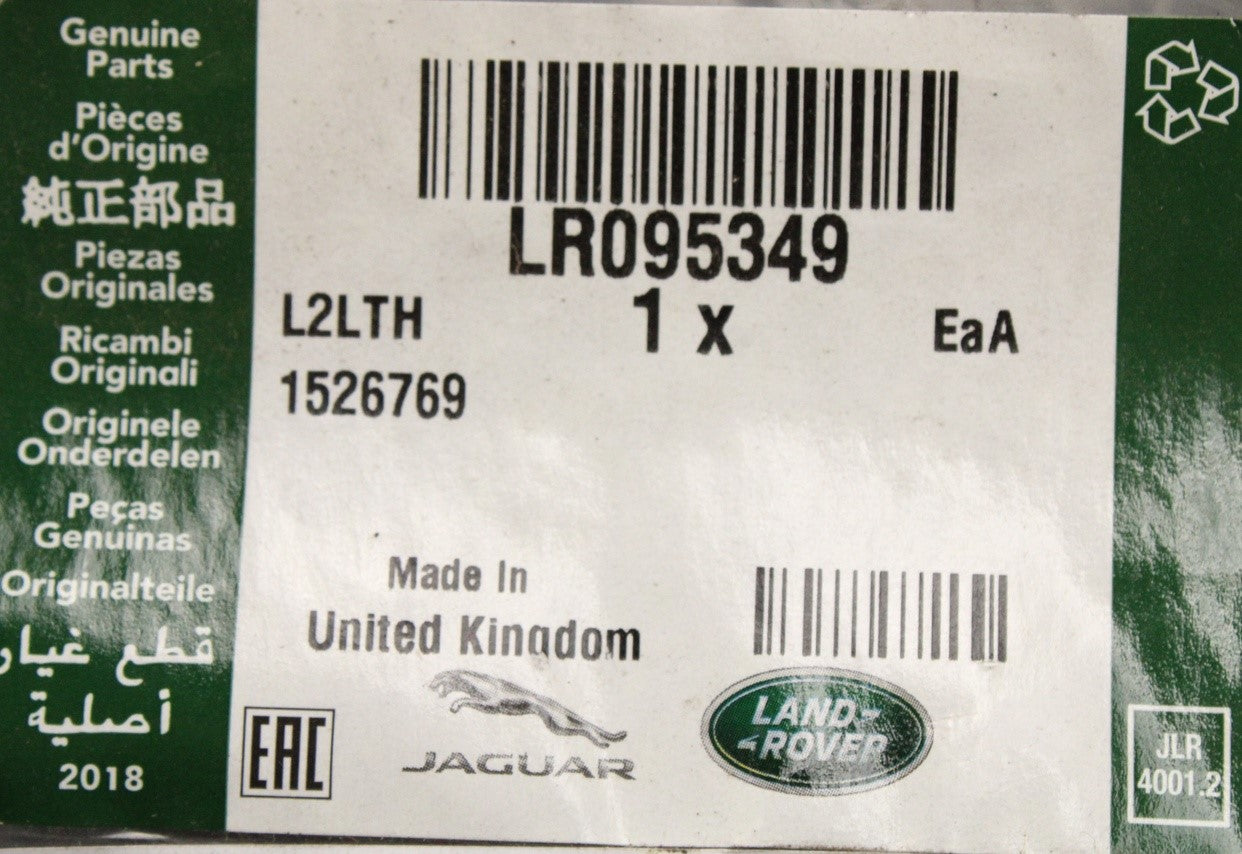 Genuine
Parts
Pièces
d'Origine
純正部品
Piezas
Originales
Ricambi
Originali
Originele
Onderdelen
Peças
Genuinas
Originalteile
قطع غيار
أصلية
2018
LR095349
L2LTH
1 x
EaA
1526769
Made In
United Kingdom
EAC
JAGUAR
LAND-
-ROVER
JLR
4001.2